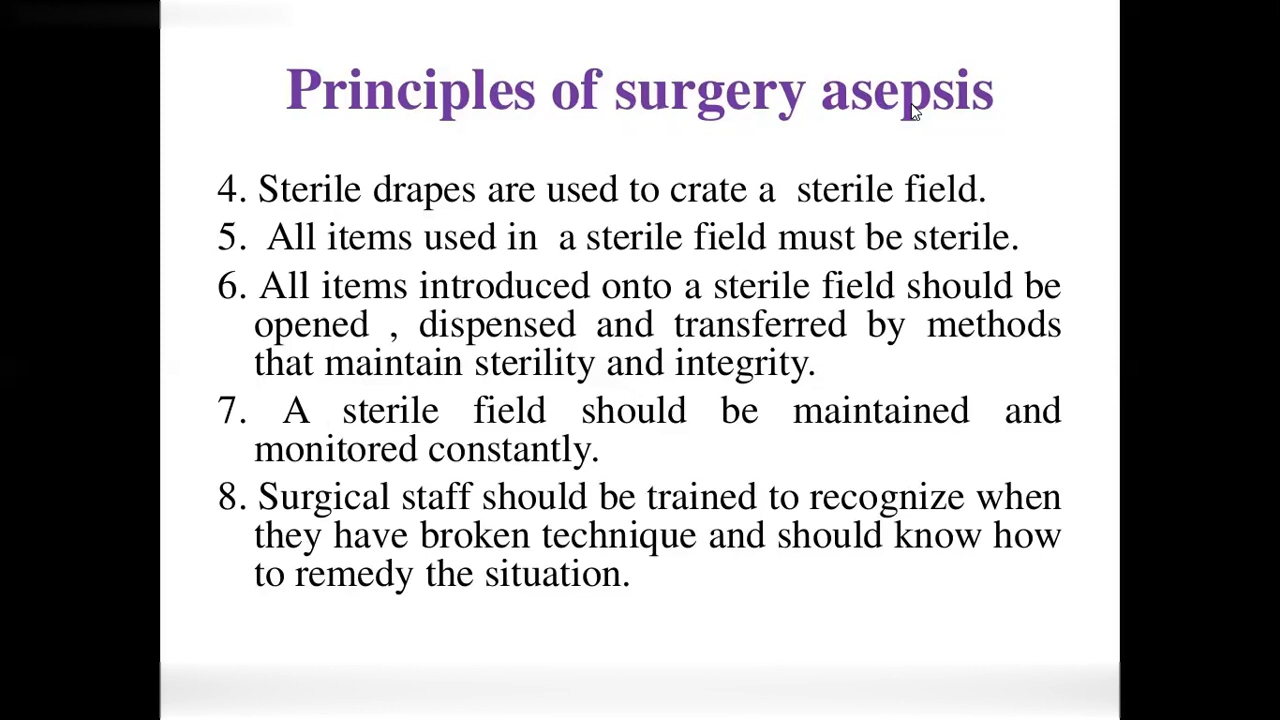 Principles of surgery asepsis
4. Sterile drapes are used to crate a  sterile field.
5.  All items used in  a sterile field must be sterile.
6. All items introduced onto a sterile field should be
opened , dispensed and transferred by methods
that maintain sterility and integrity.
7. A sterile field should be maintained and
monitored constantly.
8. Surgical staff should be trained to recognize when
they have broken technique and should know how
to remedy the situation.